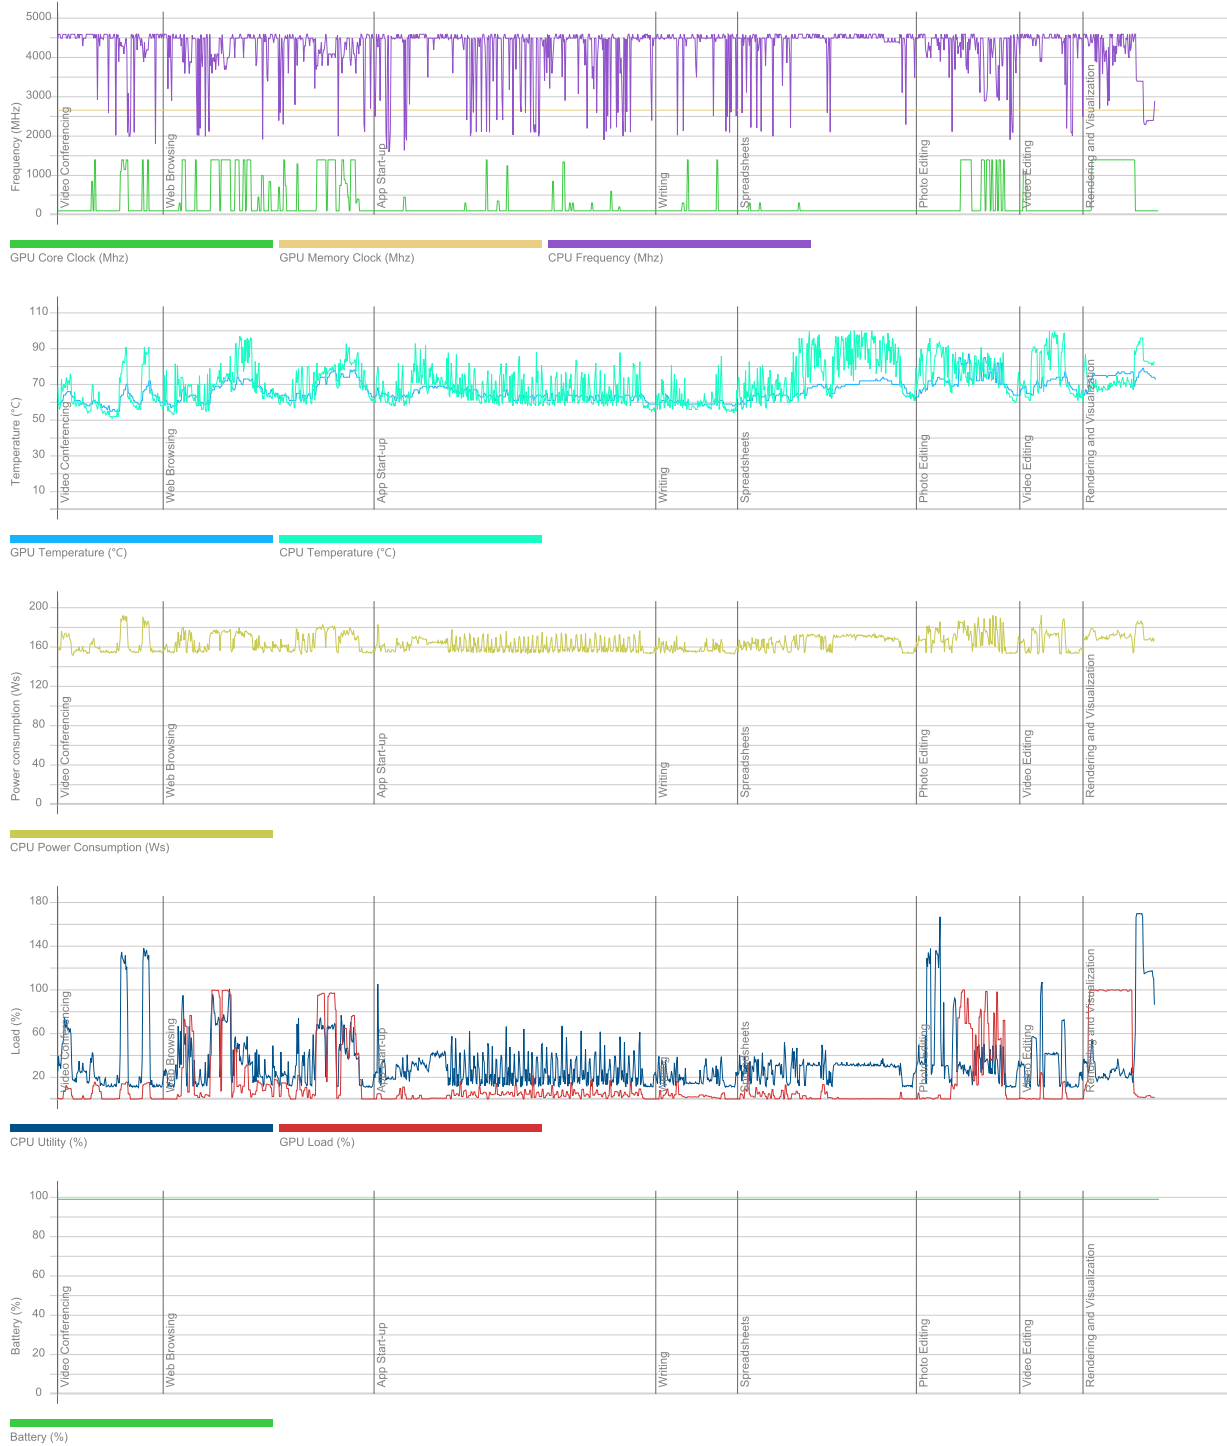 5000
4000
3000
2000
1000
0
Frequency (MHz)
Video Conferencing
Web Browsing
App Start-up
Writing
Spreadsheets
Photo Editing
Video Editing
Rendering and Visualization
GPU Core Clock (Mhz)
GPU Memory Clock (Mhz)
CPU Frequency (Mhz)
110
90
70
50
30
10
Temperature (°C)
Video Conferencing
Web Browsing
App Start-up
Writing
Spreadsheets
Photo Editing
Video Editing
Rendering and Visualization
GPU Temperature (°C)
CPU Temperature (°C)
200
160
120
80
40
0
Power consumption (Ws)
Video Conferencing
Web Browsing
App Start-up
Writing
Spreadsheets
Photo Editing
Video Editing
Rendering and Visualization
CPU Power Consumption (Ws)
180
140
100
60
20
Load (%)
Video Conferencing
Web Browsing
App Start-up
Writing
Spreadsheets
Photo Editing
Video Editing
Rendering and Visualization
CPU Utility (%)
GPU Load (%)
100
80
60
40
20
0
Battery (%)
Video Conferencing
Web Browsing
App Start-up
Writing
Spreadsheets
Photo Editing
Video Editing
Rendering and Visualization
Battery (%)